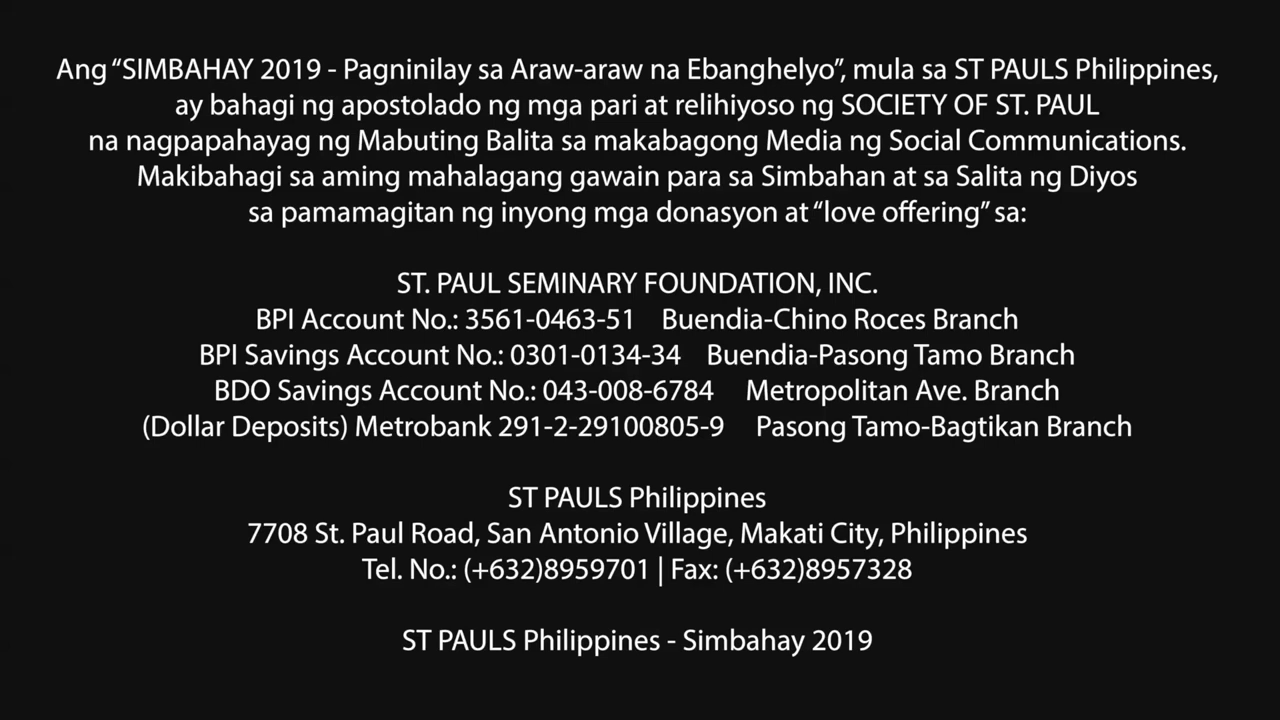 Ang “SIMBAHAY 2019 - Pagninilay sa Araw-araw na Ebanghelyo”, mula sa ST PAULS Philippines,
ay bahagi ng apostolado ng mga pari at relihiyoso ng SOCIETY OF ST. PAUL
na nagpapahayag ng Mabuting Balita sa makabagong Media ng Social Communications.
Makibahagi sa aming mahalagang gawain para sa Simbahan at sa Salita ng Diyos
sa pamamagitan ng inyong mga donasyon at “love offering” sa:
ST. PAUL SEMINARY FOUNDATION, INC.
BPI Account No.: 3561-0463-51 Buendia-Chino Roces Branch
BPI Savings Account No.: 0301-0134-34 Buendia-Pasong Tamo Branch
BDO Savings Account No.: 043-008-6784 Metropolitan Ave. Branch
(Dollar Deposits) Metrobank 291-2-29100805-9 Pasong Tamo-Bagtikan Branch
ST PAULS Philippines
7708 St. Paul Road, San Antonio Village, Makati City, Philippines
Tel. No.: (+632)8959701 | Fax: (+632)8957328
ST PAULS Philippines - Simbahay 2019